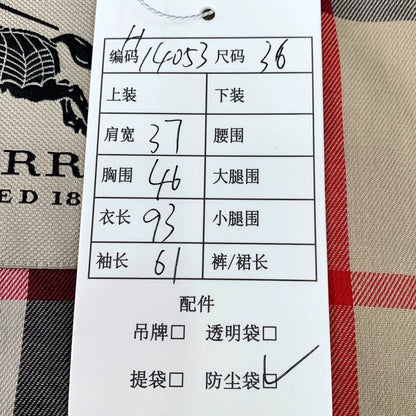 编码 H14053 尺码 36
上装 下装
肩宽 37 腰围
胸围 46 大腿围
衣长 93 小腿围
袖长 61 裤/裙长
配件
吊牌□ 透明袋□
提袋□ 防尘袋☑
RR
ED 18